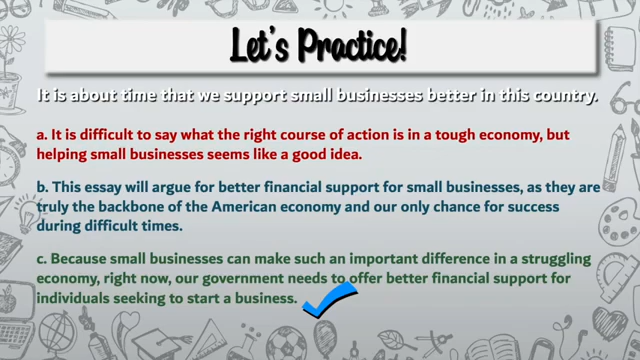 Let's Practice!
It is about time that we support small businesses better in this country.
a. It is difficult to say what the right course of action is in a tough economy, but
helping small businesses seems like a good idea.
b. This essay will argue for better financial support for small businesses, as they are
truly the backbone of the American economy and our only chance for success
during difficult times.
c. Because small businesses can make such an important difference in a struggling
economy, right now, our government needs to offer better financial support for
individuals seeking to start a business.